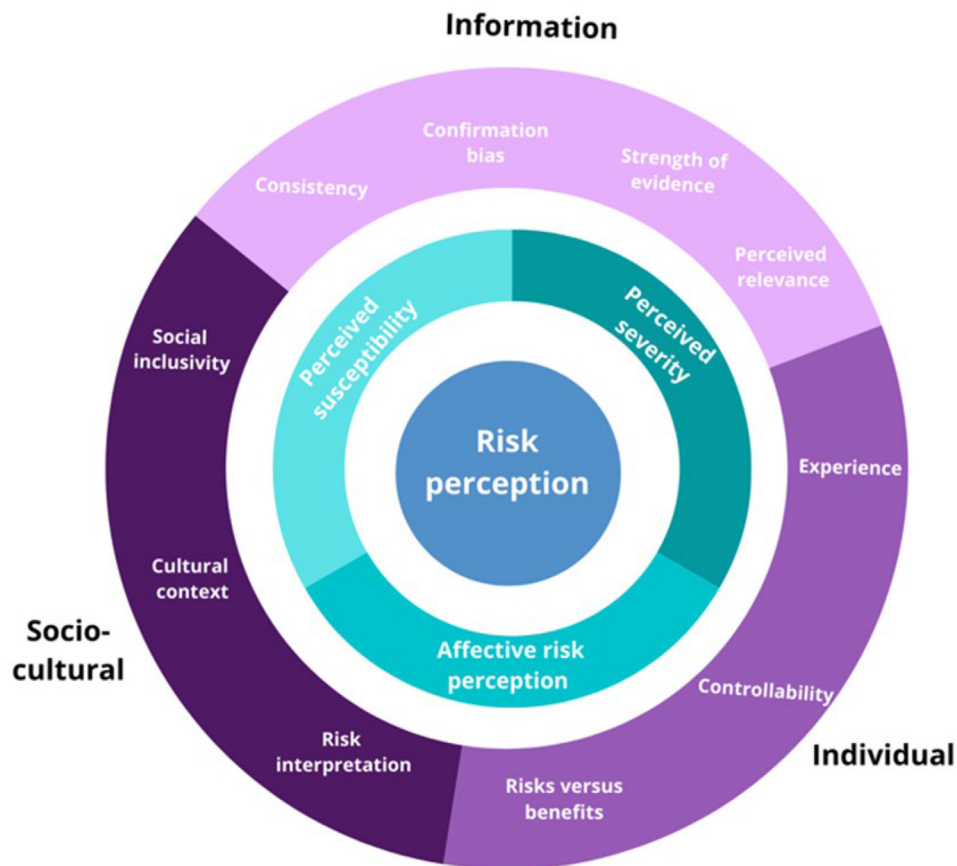 Information
Confirmation
bias
Strength of
evidence
Consistency
Perceived
relevance
Perceived
susceptibility
Perceived
severity
Social
inclusivity
Risk
perception
Experience
Cultural
context
Socio-
cultural
Affective risk
perception
Controllability
Individual
Risk
interpretation
Risks versus
benefits